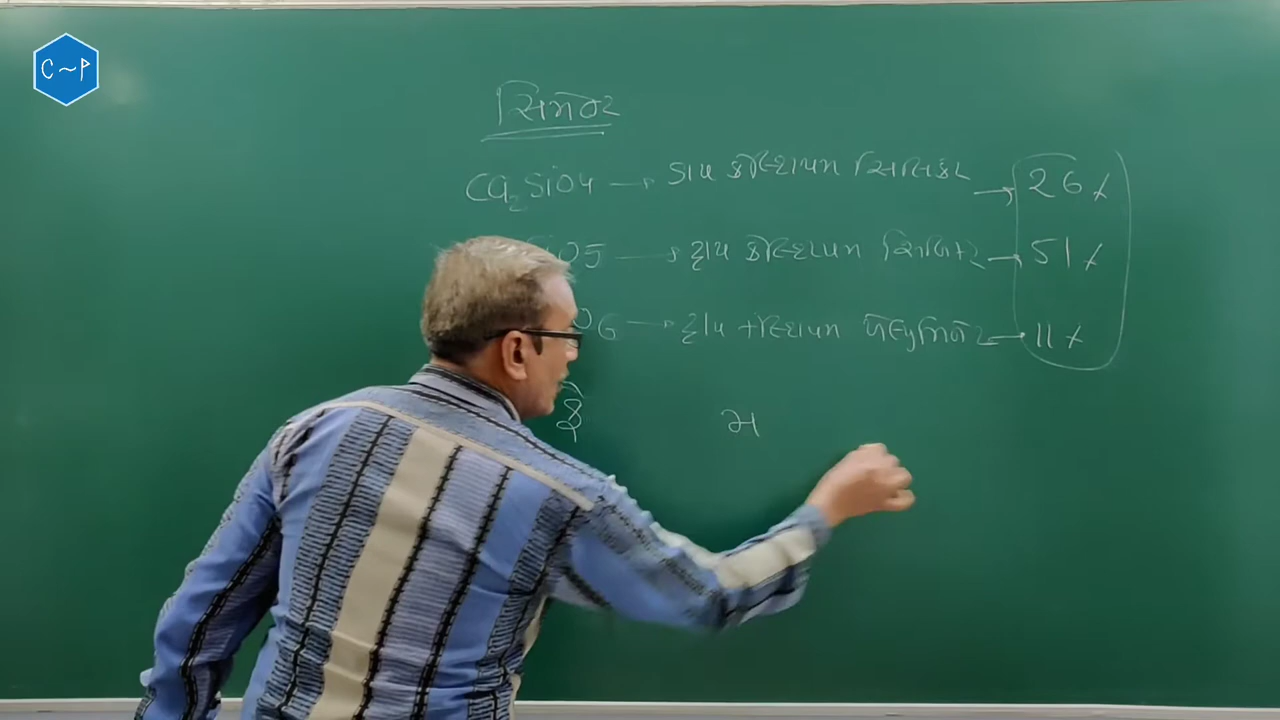 C~P
સિમેન્ટ
Ca2SiO4 → ડાય કેલ્શિયમ સિલિકેટ → 26%
O5 → ટ્રાય કેલ્શિયમ સિલિકેટ → 51%
O6 → ટ્રાય કેલ્શિયમ એલ્યુમિનેટ → 11%